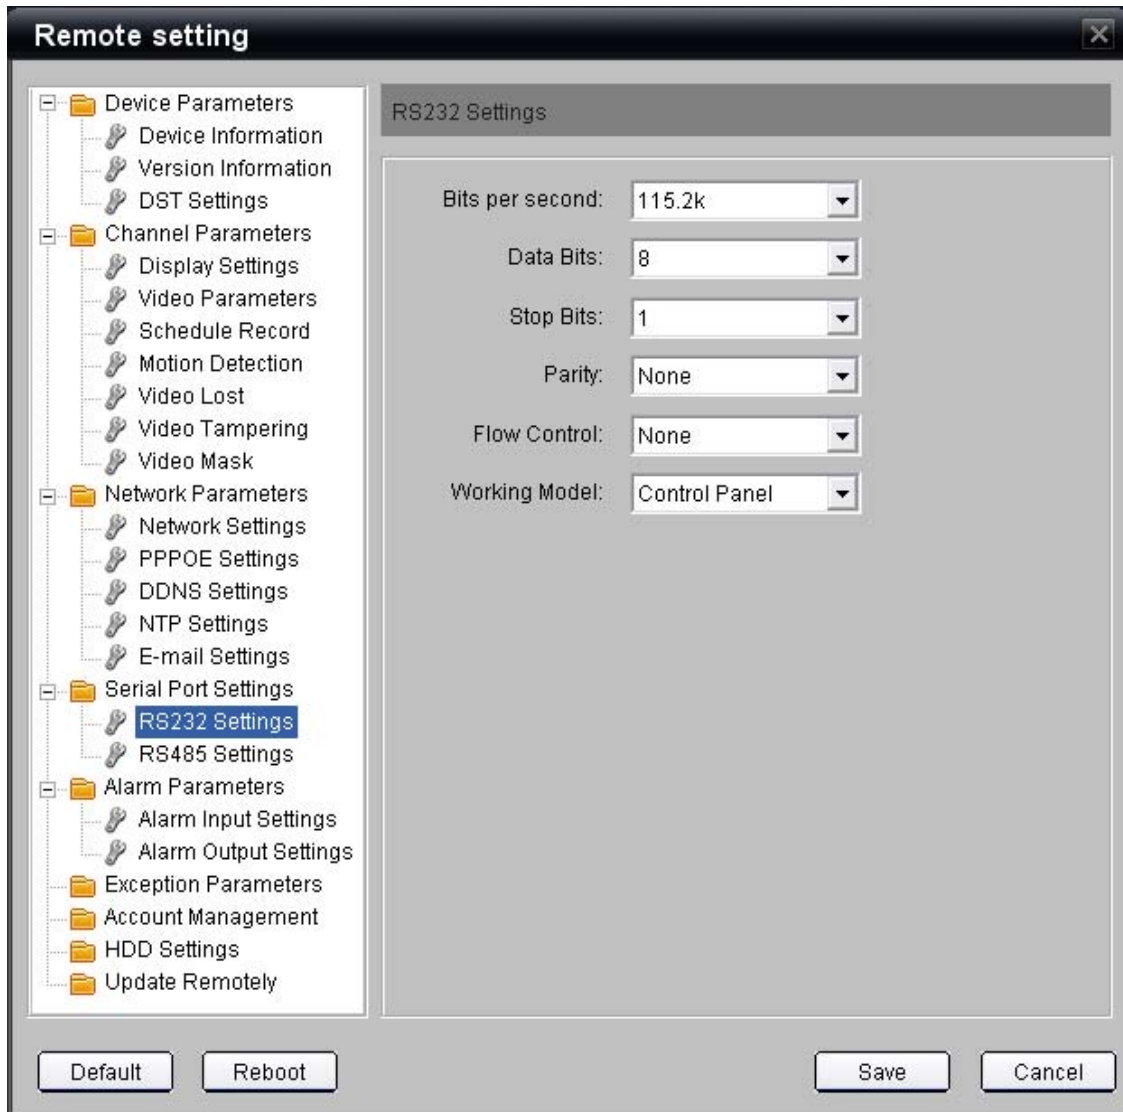 Remote setting
Device Parameters
Device Information
Version Information
DST Settings
Channel Parameters
Display Settings
Video Parameters
Schedule Record
Motion Detection
Video Lost
Video Tampering
Video Mask
Network Parameters
Network Settings
PPPOE Settings
DDNS Settings
NTP Settings
E-mail Settings
Serial Port Settings
RS232 Settings
RS485 Settings
Alarm Parameters
Alarm Input Settings
Alarm Output Settings
Exception Parameters
Account Management
HDD Settings
Update Remotely
RS232 Settings
Bits per second: 115.2k
Data Bits: 8
Stop Bits: 1
Parity: None
Flow Control: None
Working Model: Control Panel
Default Reboot Save Cancel